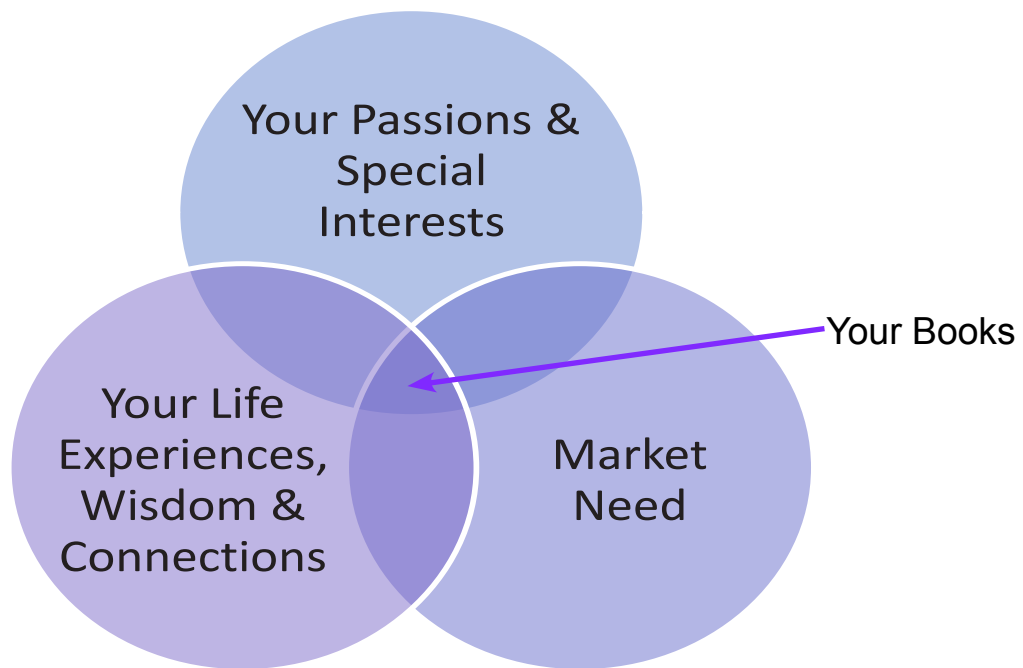 Your Passions &
Special
Interests
Your Books
Your Life
Experiences,
Wisdom &
Connections
Market
Need